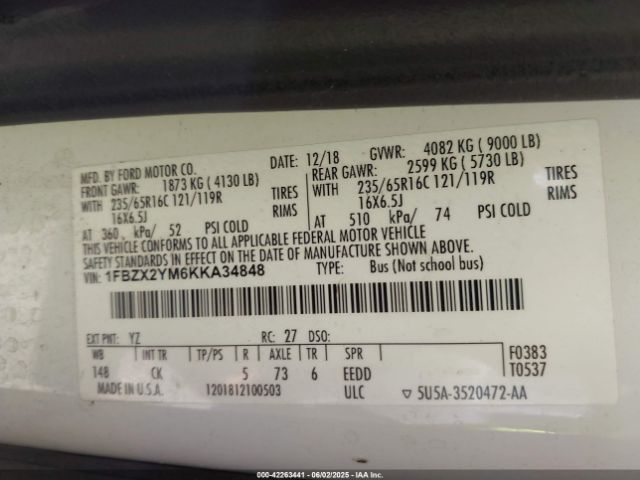 MFD. BY FORD MOTOR CO. DATE: 12/18 GVWR: 4082 KG ( 9000 LB)
FRONT GAWR: 1873 KG ( 4130 LB) REAR GAWR: 2599 KG ( 5730 LB)
WITH 235/65R16C 121/119R TIRES WITH 235/65R16C 121/119R TIRES
16X6.5J RIMS 16X6.5J RIMS
AT 360 kPa/ 52 PSI COLD AT 510 kPa/ 74 PSI COLD
THIS VEHICLE CONFORMS TO ALL APPLICABLE FEDERAL MOTOR VEHICLE
SAFETY STANDARDS IN EFFECT ON THE DATE OF MANUFACTURE SHOWN ABOVE.
VIN: 1FBZX2YM6KKA34848 TYPE: Bus (Not school bus)
EXT PNT: YZ RC: 27 DSO:
WB INT TR TP/PS R AXLE TR SPR F0383
148 CK 5 73 6 EEDD T0537
MADE IN U.S.A. 1201812100503 ULC ▽ 5U5A-3520472-AA
000-42263441 - 06/02/2025 - IAAI, Inc.